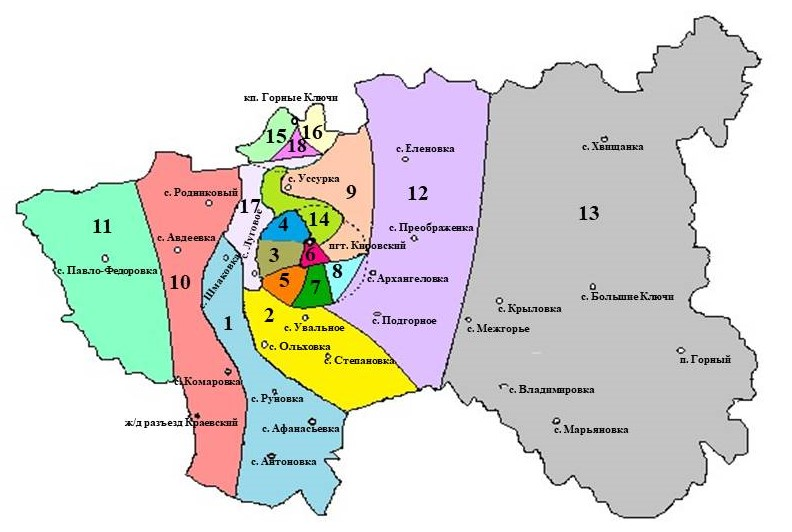 кп. Горные Ключи
15
16
18
с. Хвищанка
с. Еленовка
с. Уссурка
9
12
с. Родниковый
17
13
14
4
11
с. Преображенка
с. Авдеевка
с. Луговое
пгт. Кировский
3
6
с. Павло-Федоровка
10
с. Шмаковка
5
7
8
с. Архангеловка
с. Большие Ключи
с. Крыловка
2
1
с. Увальное
с. Подгорное
с. Межгорье
с. Ольховка
с. Степановка
п. Горный
с. Комаровка
с. Руновка
с. Владимировка
ж/д разъезд Краевский
с. Афанасьевка
с. Марьяновка
с. Антоновка